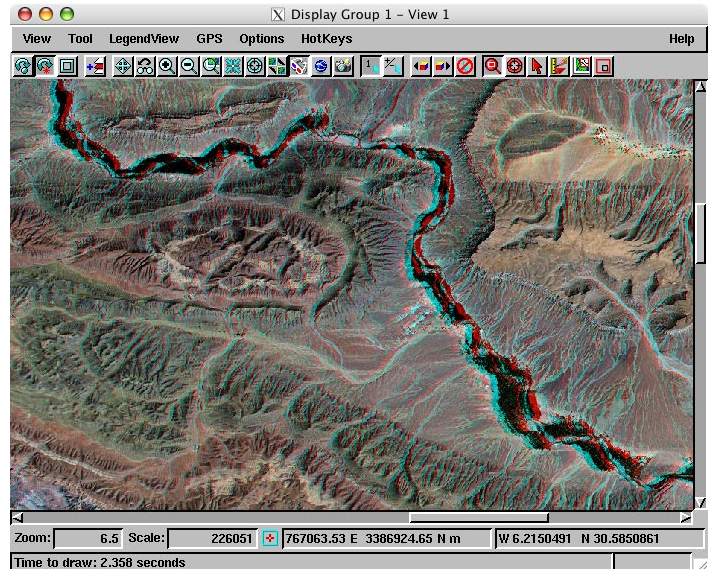 Display Group 1 - View 1
View Tool LegendView GPS Options HotKeys Help
1
Zoom: 6.5 Scale: 226051 767063.53 E 3386924.65 N m W 6.2150491 N 30.5850861
Time to draw: 2.358 seconds